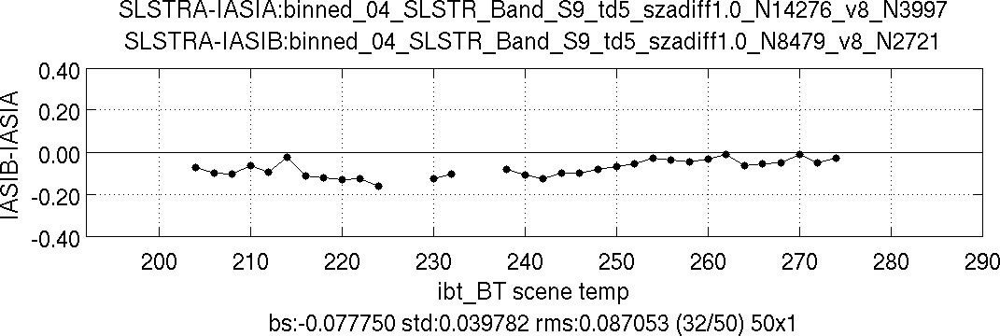 SLSTRA-IASIA:binned_04_SLSTR_Band_S9_td5_szadiff1.0_N14276_v8_N3997
SLSTRA-IASIB:binned_04_SLSTR_Band_S9_td5_szadiff1.0_N8479_v8_N2721
IASIB-IASIA
0.40
0.20
0.00
-0.20
-0.40
200 210 220 230 240 250 260 270 280 290
ibt_BT scene temp
bs:-0.077750 std:0.039782 rms:0.087053 (32/50) 50x1